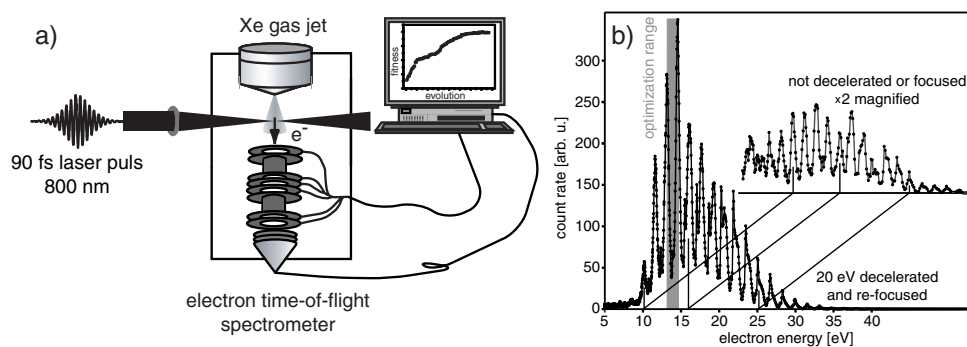 a)
Xe gas jet
fitness
evolution
e-
90 fs laser puls
800 nm
electron time-of-flight
spectrometer
b)
optimization range
not decelerated or focused
×2 magnified
20 eV decelerated
and re-focused
count rate [arb. u.]
300
250
200
150
100
50
0
5 10 15 20 25 30 35 40
electron energy [eV]